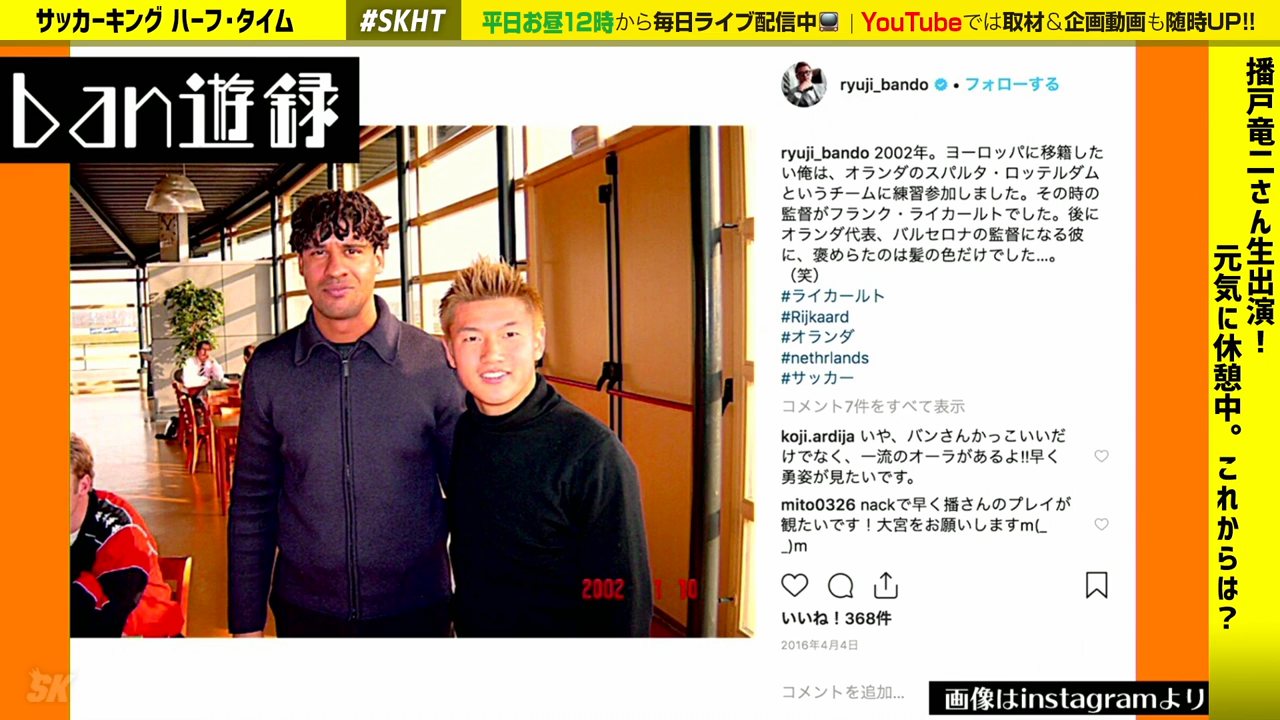 サッカーキング ハーフ・タイム
#SKHT
平日お昼12時から毎日ライブ配信中 | YouTubeでは取材&企画動画も随時UP!!
ban遊録
播戸竜二さん生出演!
元気に休憩中。これからは?
ryuji_bando • フォローする
ryuji_bando 2002年。ヨーロッパに移籍した
い俺は、オランダのスパルタ・ロッテルダム
というチームに練習参加しました。その時の
監督がフランク・ライカールトでした。後に
オランダ代表、バルセロナの監督になる彼
に、褒めらたのは髪の色だけでした...。
（笑）
#ライカールト
#Rijkaard
#オランダ
#nethrlands
#サッカー
コメント7件をすべて表示
koji.ardija いや、バンさんかっこいいだ
けでなく、一流のオーラがあるよ!!早く
勇姿が見たいです。
mito0326 nackで早く播さんのプレイが
観たいです！大宮をお願いしますm(_
_)m
いいね！368件
2016年4月4日
コメントを追加...
2002 1 10
SK
画像はinstagramより